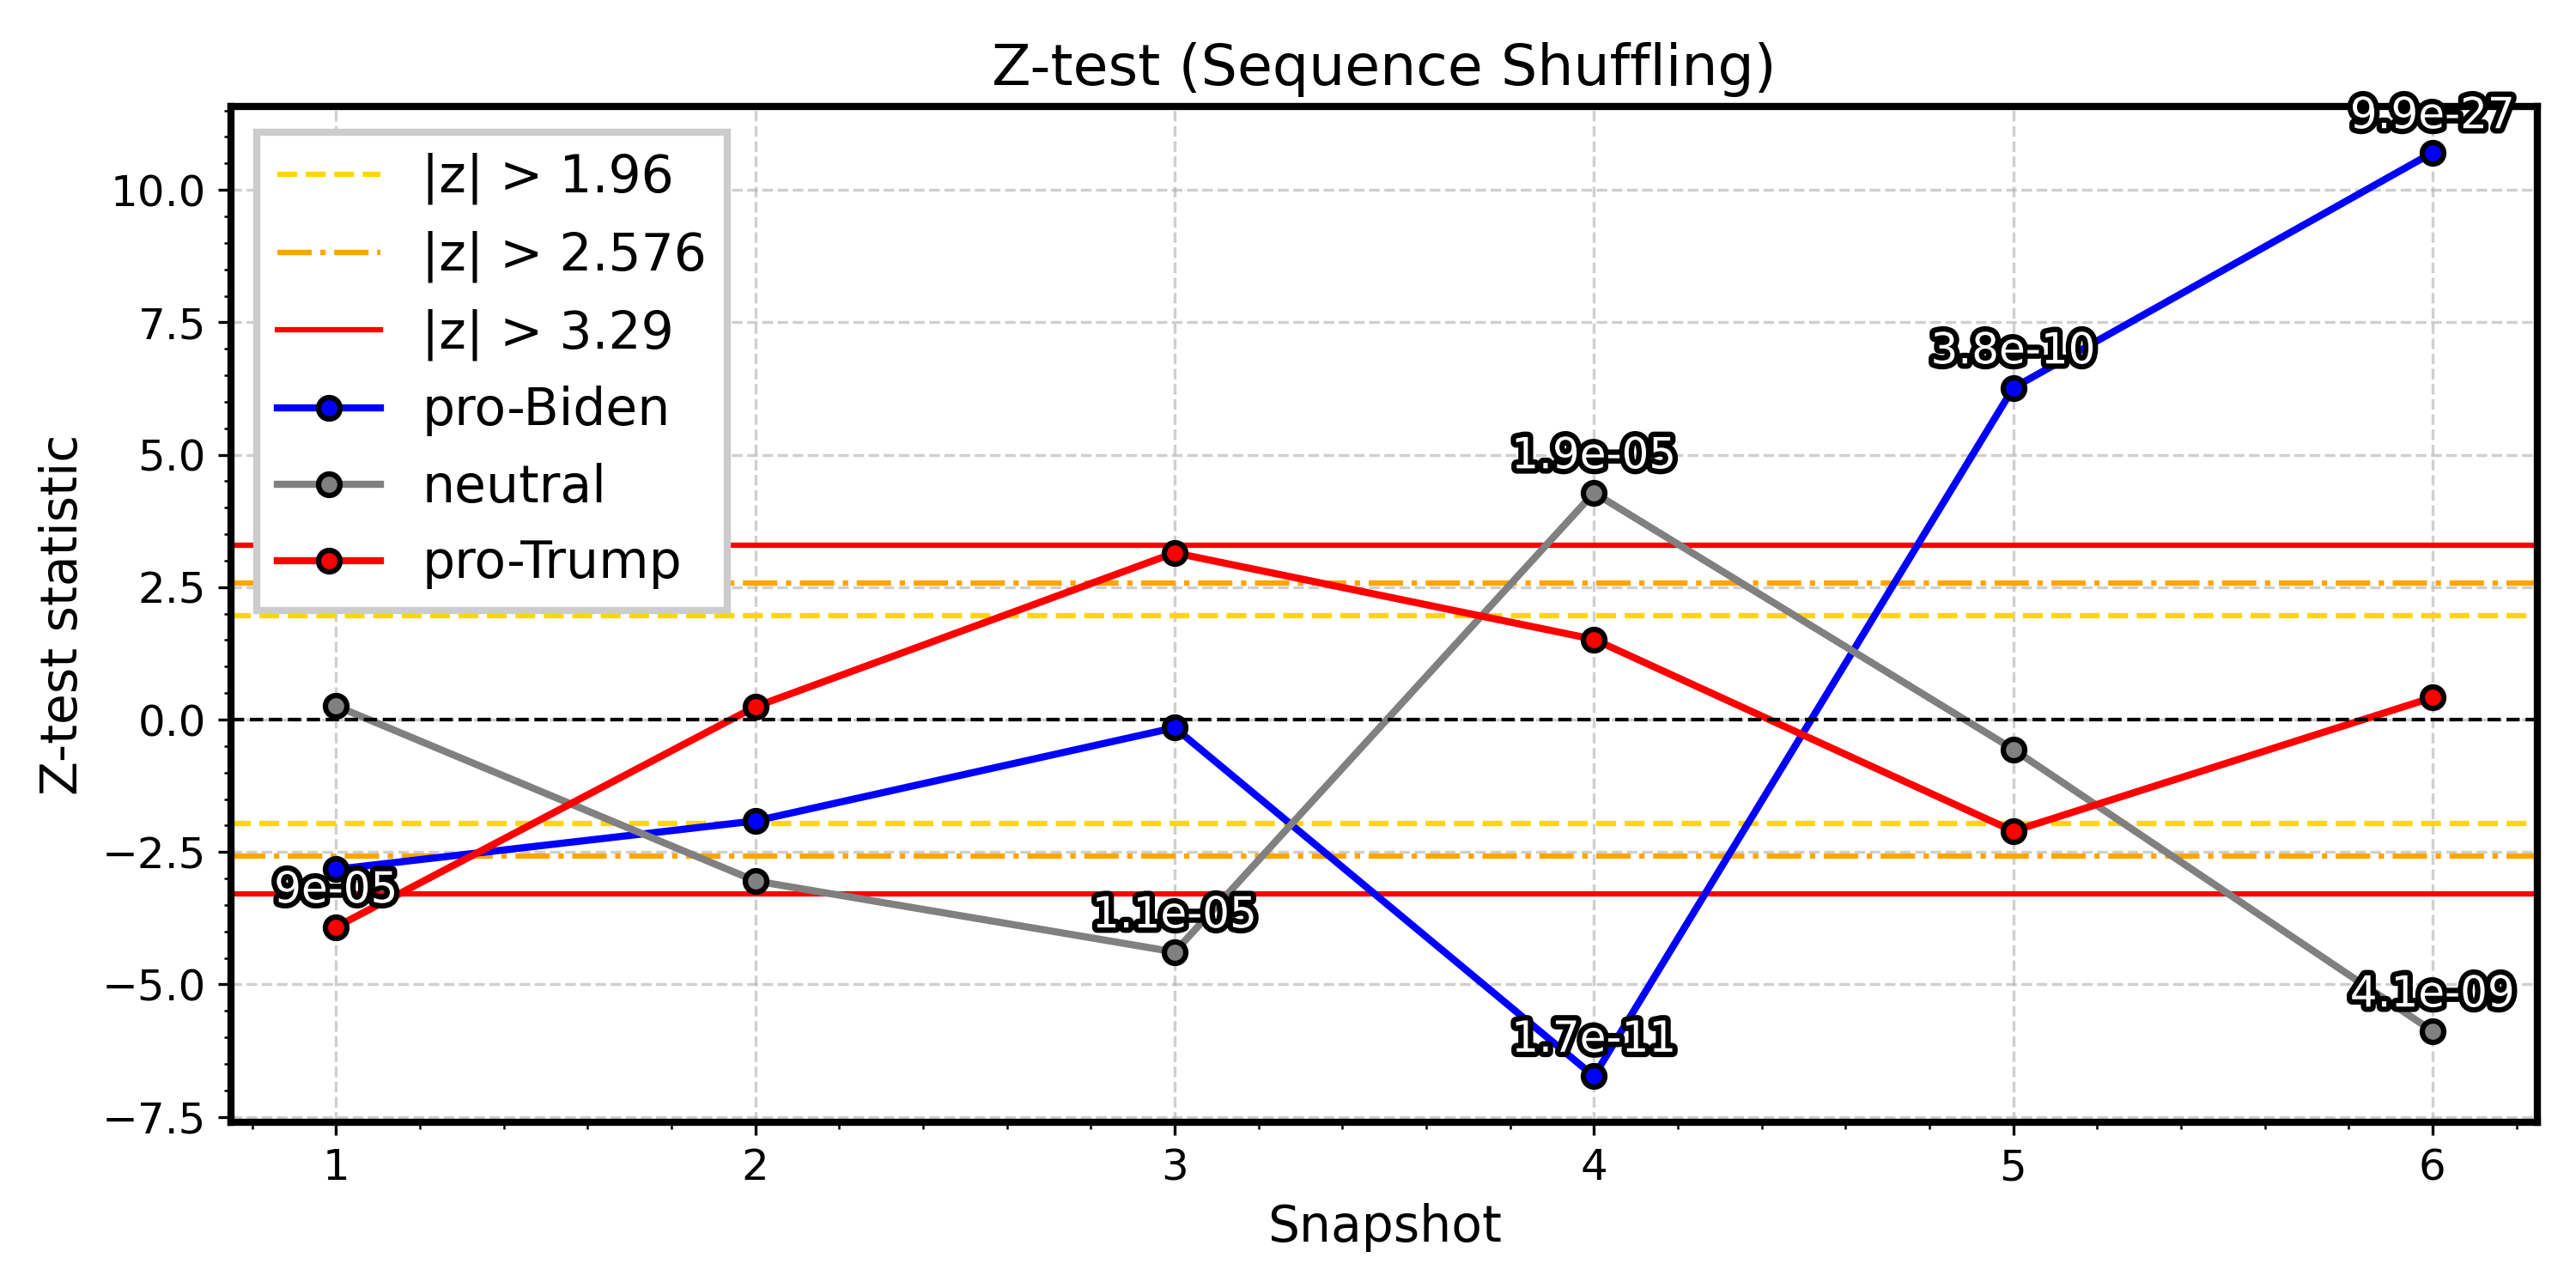 Z-test (Sequence Shuffling)
Z-test statistic
10.0
7.5
5.0
2.5
0.0
−2.5
−5.0
−7.5
|z| > 1.96
|z| > 2.576
|z| > 3.29
pro-Biden
neutral
pro-Trump
9.9e-27
3.8e-10
1.9e-05
9e-05
1.1e-05
4.1e-09
1.7e-11
1 2 3 4 5 6
Snapshot